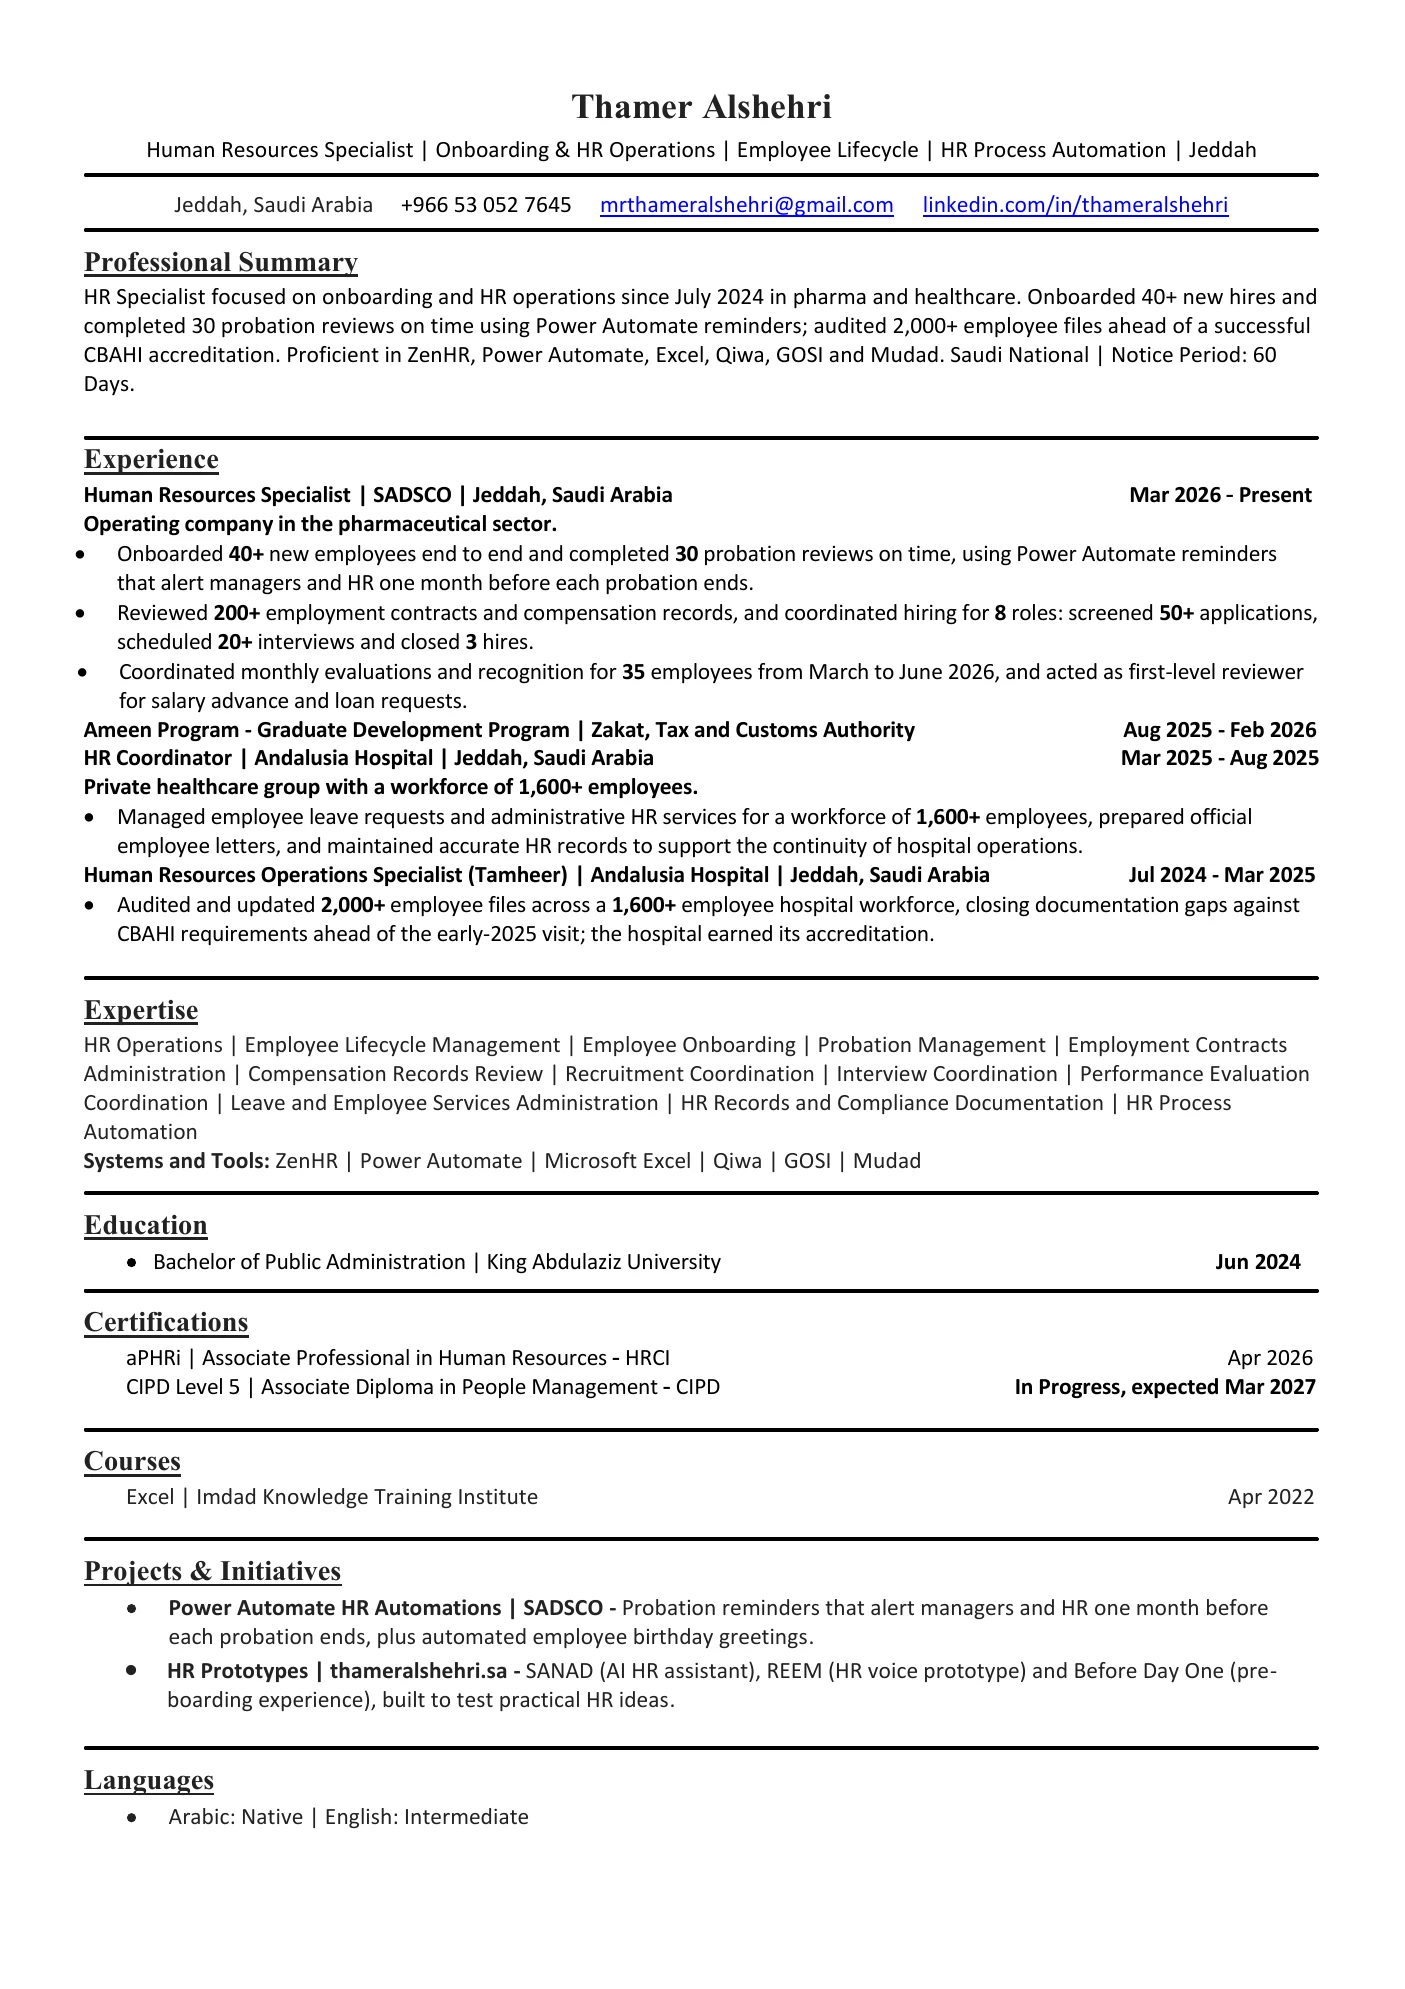 Thamer Alshehri
Human Resources Specialist | Onboarding & HR Operations | Employee Lifecycle | HR Process Automation | Jeddah
Jeddah, Saudi Arabia +966 53 052 7645 mrthameralshehri@gmail.com linkedin.com/in/thameralshehri
Professional Summary
HR Specialist focused on onboarding and HR operations since July 2024 in pharma and healthcare. Onboarded 40+ new hires and
completed 30 probation reviews on time using Power Automate reminders; audited 2,000+ employee files ahead of a successful
CBAHI accreditation. Proficient in ZenHR, Power Automate, Excel, Qiwa, GOSI and Mudad. Saudi National | Notice Period: 60
Days.
Experience
Human Resources Specialist | SADSCO | Jeddah, Saudi Arabia Mar 2026 - Present
Operating company in the pharmaceutical sector.
• Onboarded 40+ new employees end to end and completed 30 probation reviews on time, using Power Automate reminders
that alert managers and HR one month before each probation ends.
• Reviewed 200+ employment contracts and compensation records, and coordinated hiring for 8 roles: screened 50+ applications,
scheduled 20+ interviews and closed 3 hires.
• Coordinated monthly evaluations and recognition for 35 employees from March to June 2026, and acted as first-level reviewer
for salary advance and loan requests.
Ameen Program - Graduate Development Program | Zakat, Tax and Customs Authority Aug 2025 - Feb 2026
HR Coordinator | Andalusia Hospital | Jeddah, Saudi Arabia Mar 2025 - Aug 2025
Private healthcare group with a workforce of 1,600+ employees.
• Managed employee leave requests and administrative HR services for a workforce of 1,600+ employees, prepared official
employee letters, and maintained accurate HR records to support the continuity of hospital operations.
Human Resources Operations Specialist (Tamheer) | Andalusia Hospital | Jeddah, Saudi Arabia Jul 2024 - Mar 2025
• Audited and updated 2,000+ employee files across a 1,600+ employee hospital workforce, closing documentation gaps against
CBAHI requirements ahead of the early-2025 visit; the hospital earned its accreditation.
Expertise
HR Operations | Employee Lifecycle Management | Employee Onboarding | Probation Management | Employment Contracts
Administration | Compensation Records Review | Recruitment Coordination | Interview Coordination | Performance Evaluation
Coordination | Leave and Employee Services Administration | HR Records and Compliance Documentation | HR Process
Automation
Systems and Tools: ZenHR | Power Automate | Microsoft Excel | Qiwa | GOSI | Mudad
Education
• Bachelor of Public Administration | King Abdulaziz University Jun 2024
Certifications
aPHRi | Associate Professional in Human Resources - HRCI Apr 2026
CIPD Level 5 | Associate Diploma in People Management - CIPD In Progress, expected Mar 2027
Courses
Excel | Imdad Knowledge Training Institute Apr 2022
Projects & Initiatives
• Power Automate HR Automations | SADSCO - Probation reminders that alert managers and HR one month before
each probation ends, plus automated employee birthday greetings.
• HR Prototypes | thameralshehri.sa - SANAD (AI HR assistant), REEM (HR voice prototype) and Before Day One (pre-
boarding experience), built to test practical HR ideas.
Languages
• Arabic: Native | English: Intermediate